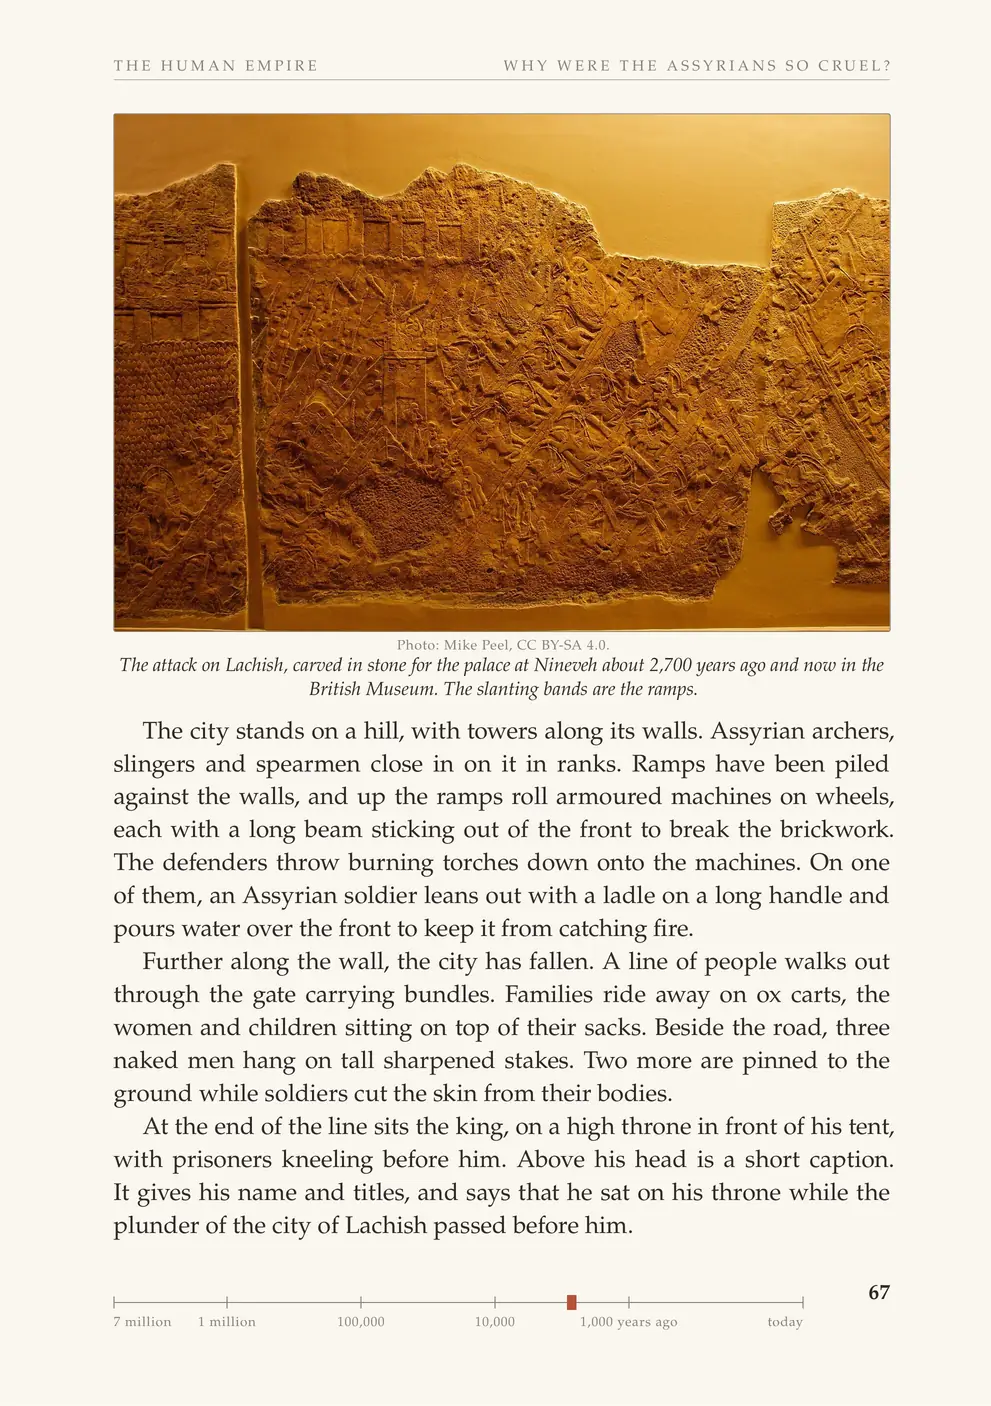 THE HUMAN EMPIRE
WHY WERE THE ASSYRIANS SO CRUEL?
Photo: Mike Peel, CC BY-SA 4.0.
The attack on Lachish, carved in stone for the palace at Nineveh about 2,700 years ago and now in the
British Museum. The slanting bands are the ramps.
The city stands on a hill, with towers along its walls. Assyrian archers,
slingers and spearmen close in on it in ranks. Ramps have been piled
against the walls, and up the ramps roll armoured machines on wheels,
each with a long beam sticking out of the front to break the brickwork.
The defenders throw burning torches down onto the machines. On one
of them, an Assyrian soldier leans out with a ladle on a long handle and
pours water over the front to keep it from catching fire.
Further along the wall, the city has fallen. A line of people walks out
through the gate carrying bundles. Families ride away on ox carts, the
women and children sitting on top of their sacks. Beside the road, three
naked men hang on tall sharpened stakes. Two more are pinned to the
ground while soldiers cut the skin from their bodies.
At the end of the line sits the king, on a high throne in front of his tent,
with prisoners kneeling before him. Above his head is a short caption.
It gives his name and titles, and says that he sat on his throne while the
plunder of the city of Lachish passed before him.
67
7 million 1 million 100,000 10,000 1,000 years ago today